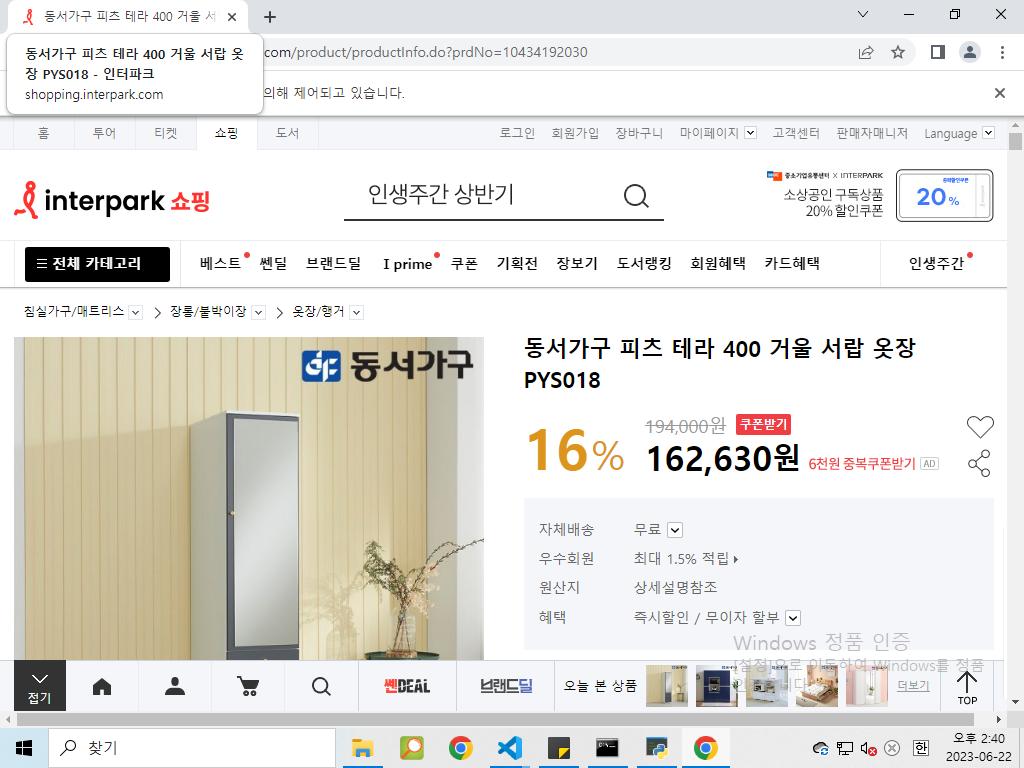 동서가구 피츠 테라 400 거울 서
동서가구 피츠 테라 400 거울 서랍 옷
장 PYS018 - 인터파크
shopping.interpark.com
.com/product/productInfo.do?prdNo=10434192030
의해 제어되고 있습니다.
홈 투어 티켓 쇼핑 도서 로그인 회원가입 장바구니 마이페이지 고객센터 판매자매니저 Language
interpark 쇼핑
인생주간 상반기
중소기업유통센터 X INTERPARK
소상공인 구독상품
20% 할인쿠폰
20%
전체 카테고리 베스트 쎈딜 브랜드딜 I prime 쿠폰 기획전 장보기 도서랭킹 회원혜택 카드혜택 인생주간
침실가구/매트리스 장롱/붙박이장 옷장/행거
동서가구
동서가구 피츠 테라 400 거울 서랍 옷장
PYS018
16%
194,000원 쿠폰받기
162,630원 6천원 중복쿠폰받기 AD
자체배송 무료
우수회원 최대 1.5% 적립
원산지 상세설명참조
혜택 즉시할인 / 무이자 할부
Windows 정품 인증
[설정]으로 이동하여 Windows를 정품
접기
쎈DEAL
브랜드딜
오늘 본 상품
더보기
TOP
찾기
한
오후 2:40
2023-06-22